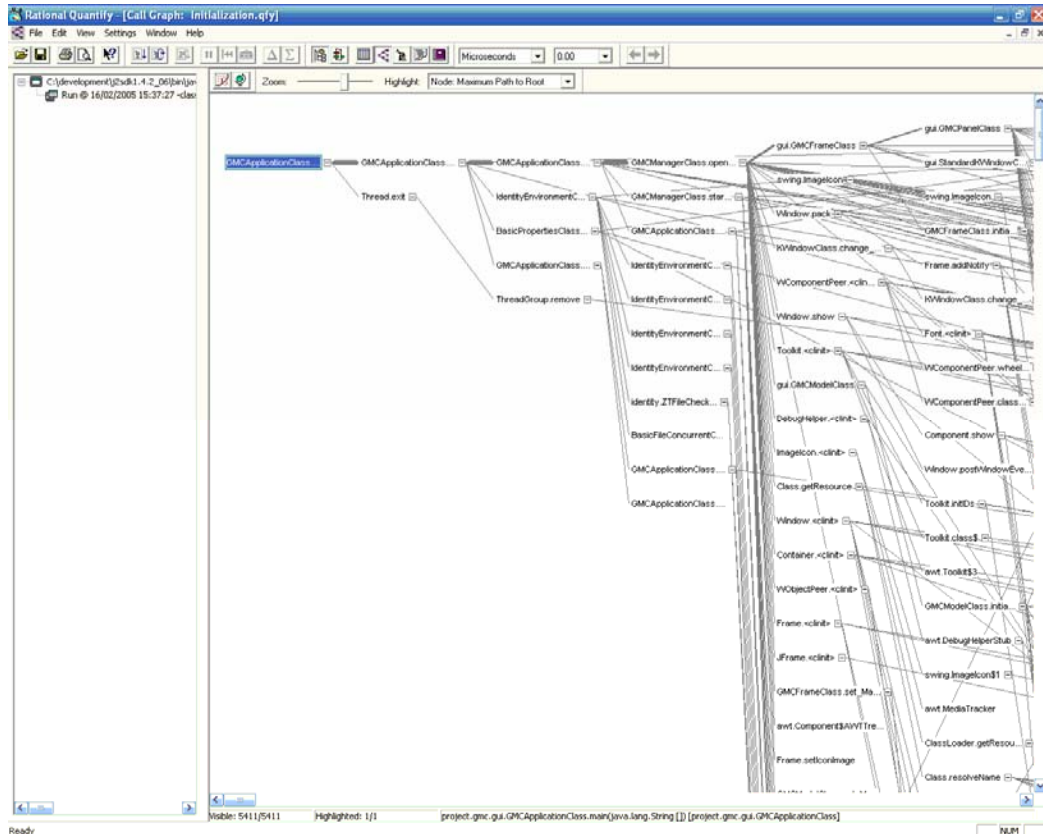 Rational Quantify - [Call Graph: Initialization.qfy]
File Edit View Settings Window Help
Microseconds 0.00
C:\development\j2sdk1.4.2_06\bin\jav
Run @ 16/02/2005 15:37:27 -class
Zoom: Highlight: Node: Maximum Path to Root
GMCApplicationClass...
GMCApplicationClass...
GMCApplicationClass...
GMCManagerClass.open...
Thread.exit
IdentityEnvironmentC...
GMCManagerClass.star...
BasicPropertiesClass...
GMCApplicationClass...
GMCApplicationClass...
IdentityEnvironmentC...
ThreadGroup.remove
IdentityEnvironmentC...
IdentityEnvironmentC...
IdentityEnvironmentC...
Identity.ZTFileCheck...
BasicFileConcurrentC...
GMCApplicationClass...
GMCApplicationClass...
gui.GMCFrameClass
swing.ImageIcon
Window.pack
KWindowClass.change_
WComponentPeer.<clin...
Window.show
Toolkit.<clinit>
gui.GMCModelClass
DebugHelper.<clinit>
ImageIcon.<clinit>
Class.getResource
Window.<clinit>
Container.<clinit>
WObjectPeer.<clinit>
Frame.<clinit>
JFrame.<clinit>
GMCFrameClass.set_Ma...
awt.Component$AWTTre...
Frame.setIconImage
gui.GMCPanelClass
gui.StandardKWindowC...
swing.ImageIcon
GMCFrameClass.initia...
Frame.addNotify
KWindowClass.change_
Font.<clinit>
WComponentPeer.wheel...
WComponentPeer.class...
Component.show
Window.postWindowEve...
Toolkit.initIDs
Toolkit.class$
awt.Toolkit$3
GMCModelClass.initia...
awt.DebugHelperStub
swing.ImageIcon$1
awt.MediaTracker
ClassLoader.getResou...
Class.resolveName
Visible: 5411/5411 Highlighted: 1/1 project.gmc.gui.GMCApplicationClass.main(java.lang.String []) [project.gmc.gui.GMCApplicationClass]
Ready NUM